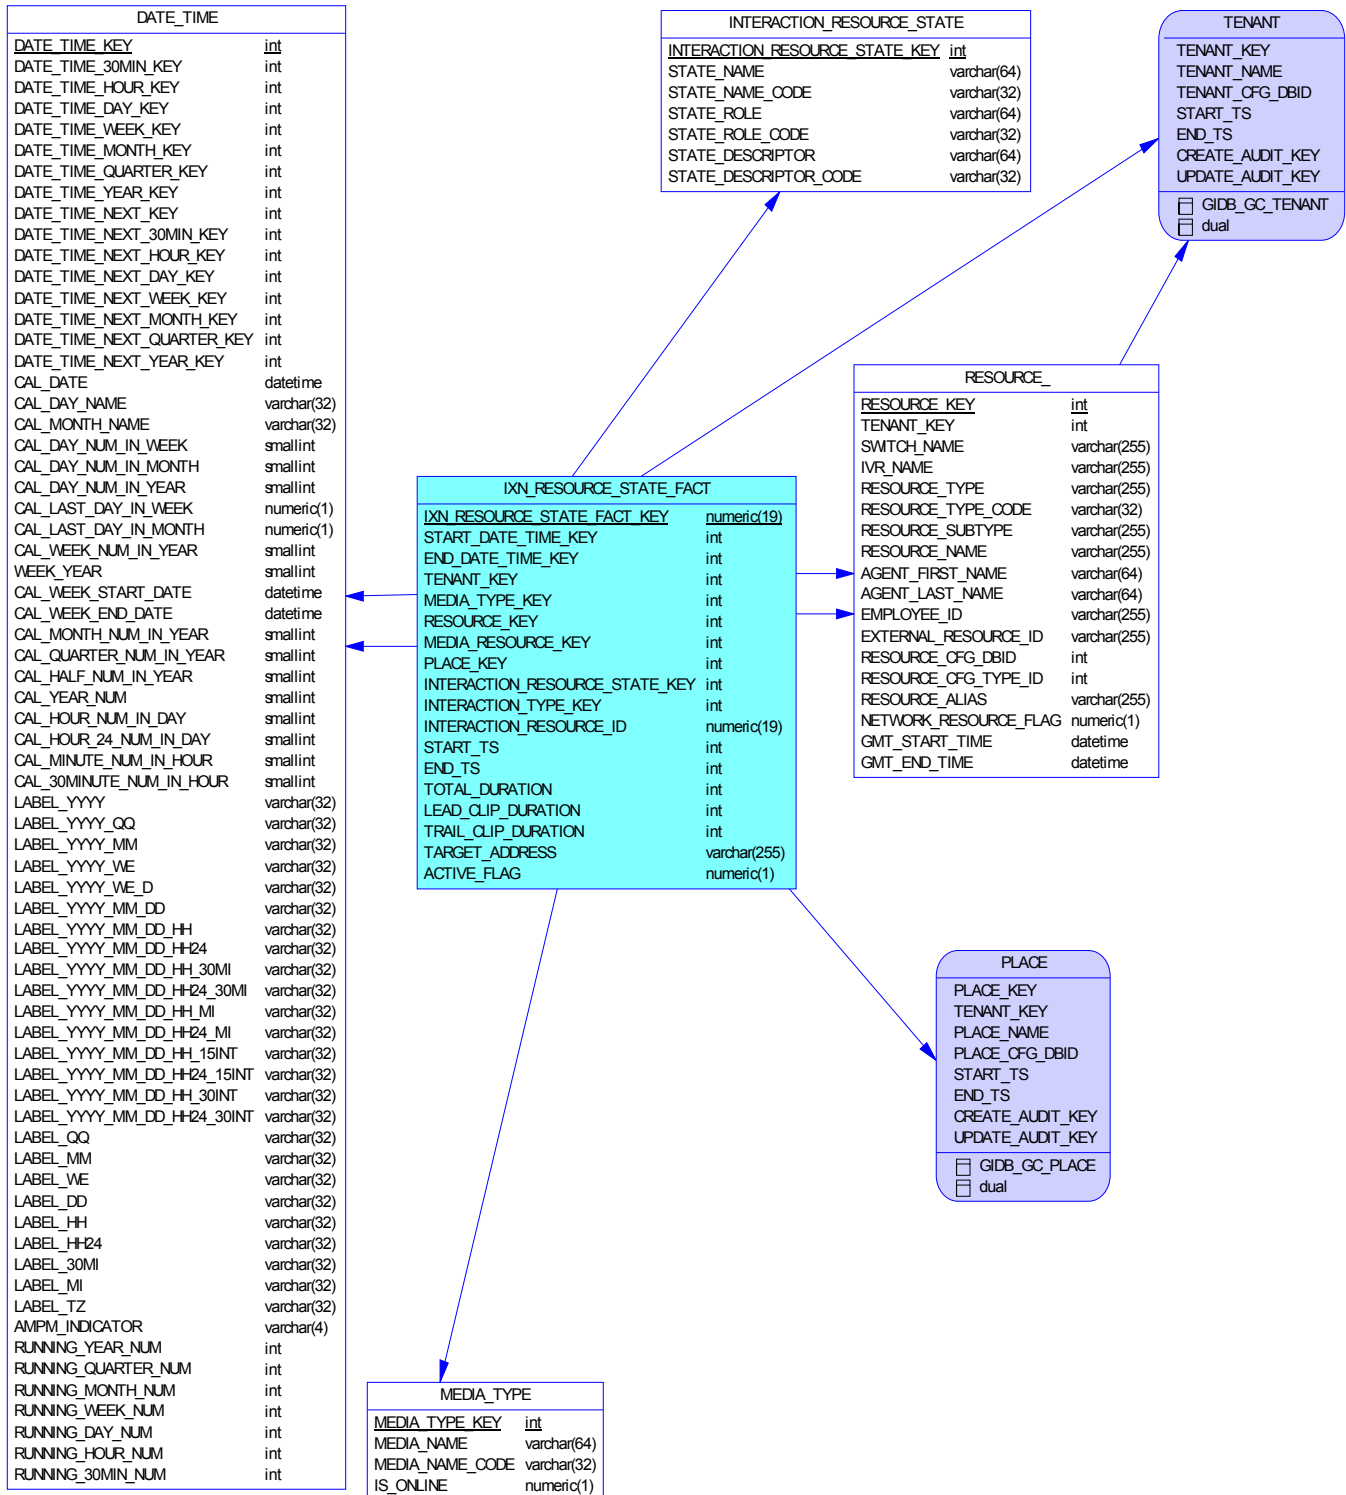 DATE_TIME
DATE_TIME_KEY int
DATE_TIME_30MIN_KEY int
DATE_TIME_HOUR_KEY int
DATE_TIME_DAY_KEY int
DATE_TIME_WEEK_KEY int
DATE_TIME_MONTH_KEY int
DATE_TIME_QUARTER_KEY int
DATE_TIME_YEAR_KEY int
DATE_TIME_NEXT_KEY int
DATE_TIME_NEXT_30MIN_KEY int
DATE_TIME_NEXT_HOUR_KEY int
DATE_TIME_NEXT_DAY_KEY int
DATE_TIME_NEXT_WEEK_KEY int
DATE_TIME_NEXT_MONTH_KEY int
DATE_TIME_NEXT_QUARTER_KEY int
DATE_TIME_NEXT_YEAR_KEY int
CAL_DATE datetime
CAL_DAY_NAME varchar(32)
CAL_MONTH_NAME varchar(32)
CAL_DAY_NUM_IN_WEEK smallint
CAL_DAY_NUM_IN_MONTH smallint
CAL_DAY_NUM_IN_YEAR smallint
CAL_LAST_DAY_IN_WEEK numeric(1)
CAL_LAST_DAY_IN_MONTH numeric(1)
CAL_WEEK_NUM_IN_YEAR smallint
WEEK_YEAR smallint
CAL_WEEK_START_DATE datetime
CAL_WEEK_END_DATE datetime
CAL_MONTH_NUM_IN_YEAR smallint
CAL_QUARTER_NUM_IN_YEAR smallint
CAL_HALF_NUM_IN_YEAR smallint
CAL_YEAR_NUM smallint
CAL_HOUR_NUM_IN_DAY smallint
CAL_HOUR_24_NUM_IN_DAY smallint
CAL_MINUTE_NUM_IN_HOUR smallint
CAL_30MINUTE_NUM_IN_HOUR smallint
LABEL_YYYY varchar(32)
LABEL_YYYY_QQ varchar(32)
LABEL_YYYY_MM varchar(32)
LABEL_YYYY_WE varchar(32)
LABEL_YYYY_WE_D varchar(32)
LABEL_YYYY_MM_DD varchar(32)
LABEL_YYYY_MM_DD_HH varchar(32)
LABEL_YYYY_MM_DD_HH24 varchar(32)
LABEL_YYYY_MM_DD_HH_30MI varchar(32)
LABEL_YYYY_MM_DD_HH24_30MI varchar(32)
LABEL_YYYY_MM_DD_HH_MI varchar(32)
LABEL_YYYY_MM_DD_HH24_MI varchar(32)
LABEL_YYYY_MM_DD_HH_15INT varchar(32)
LABEL_YYYY_MM_DD_HH24_15INT varchar(32)
LABEL_YYYY_MM_DD_HH_30INT varchar(32)
LABEL_YYYY_MM_DD_HH24_30INT varchar(32)
LABEL_QQ varchar(32)
LABEL_MM varchar(32)
LABEL_WE varchar(32)
LABEL_DD varchar(32)
LABEL_HH varchar(32)
LABEL_HH24 varchar(32)
LABEL_30MI varchar(32)
LABEL_MI varchar(32)
LABEL_TZ varchar(32)
AMPM_INDICATOR varchar(4)
RUNNING_YEAR_NUM int
RUNNING_QUARTER_NUM int
RUNNING_MONTH_NUM int
RUNNING_WEEK_NUM int
RUNNING_DAY_NUM int
RUNNING_HOUR_NUM int
RUNNING_30MIN_NUM int
INTERACTION_RESOURCE_STATE
INTERACTION_RESOURCE_STATE_KEY int
STATE_NAME varchar(64)
STATE_NAME_CODE varchar(32)
STATE_ROLE varchar(64)
STATE_ROLE_CODE varchar(32)
STATE_DESCRIPTOR varchar(64)
STATE_DESCRIPTOR_CODE varchar(32)
TENANT
TENANT_KEY
TENANT_NAME
TENANT_CFG_DBID
START_TS
END_TS
CREATE_AUDIT_KEY
UPDATE_AUDIT_KEY
GIDB_GC_TENANT
dual
RESOURCE_
RESOURCE_KEY int
TENANT_KEY int
SWITCH_NAME varchar(255)
IVR_NAME varchar(255)
RESOURCE_TYPE varchar(255)
RESOURCE_TYPE_CODE varchar(32)
RESOURCE_SUBTYPE varchar(255)
RESOURCE_NAME varchar(255)
AGENT_FIRST_NAME varchar(64)
AGENT_LAST_NAME varchar(64)
EMPLOYEE_ID varchar(255)
EXTERNAL_RESOURCE_ID varchar(255)
RESOURCE_CFG_DBID int
RESOURCE_CFG_TYPE_ID int
RESOURCE_ALIAS varchar(255)
NETWORK_RESOURCE_FLAG numeric(1)
GMT_START_TIME datetime
GMT_END_TIME datetime
IXN_RESOURCE_STATE_FACT
IXN_RESOURCE_STATE_FACT_KEY numeric(19)
START_DATE_TIME_KEY int
END_DATE_TIME_KEY int
TENANT_KEY int
MEDIA_TYPE_KEY int
RESOURCE_KEY int
MEDIA_RESOURCE_KEY int
PLACE_KEY int
INTERACTION_RESOURCE_STATE_KEY int
INTERACTION_TYPE_KEY int
INTERACTION_RESOURCE_ID numeric(19)
START_TS int
END_TS int
TOTAL_DURATION int
LEAD_CLIP_DURATION int
TRAIL_CLIP_DURATION int
TARGET_ADDRESS varchar(255)
ACTIVE_FLAG numeric(1)
PLACE
PLACE_KEY
TENANT_KEY
PLACE_NAME
PLACE_CFG_DBID
START_TS
END_TS
CREATE_AUDIT_KEY
UPDATE_AUDIT_KEY
GIDB_GC_PLACE
dual
MEDIA_TYPE
MEDIA_TYPE_KEY int
MEDIA_NAME varchar(64)
MEDIA_NAME_CODE varchar(32)
IS_ONLINE numeric(1)